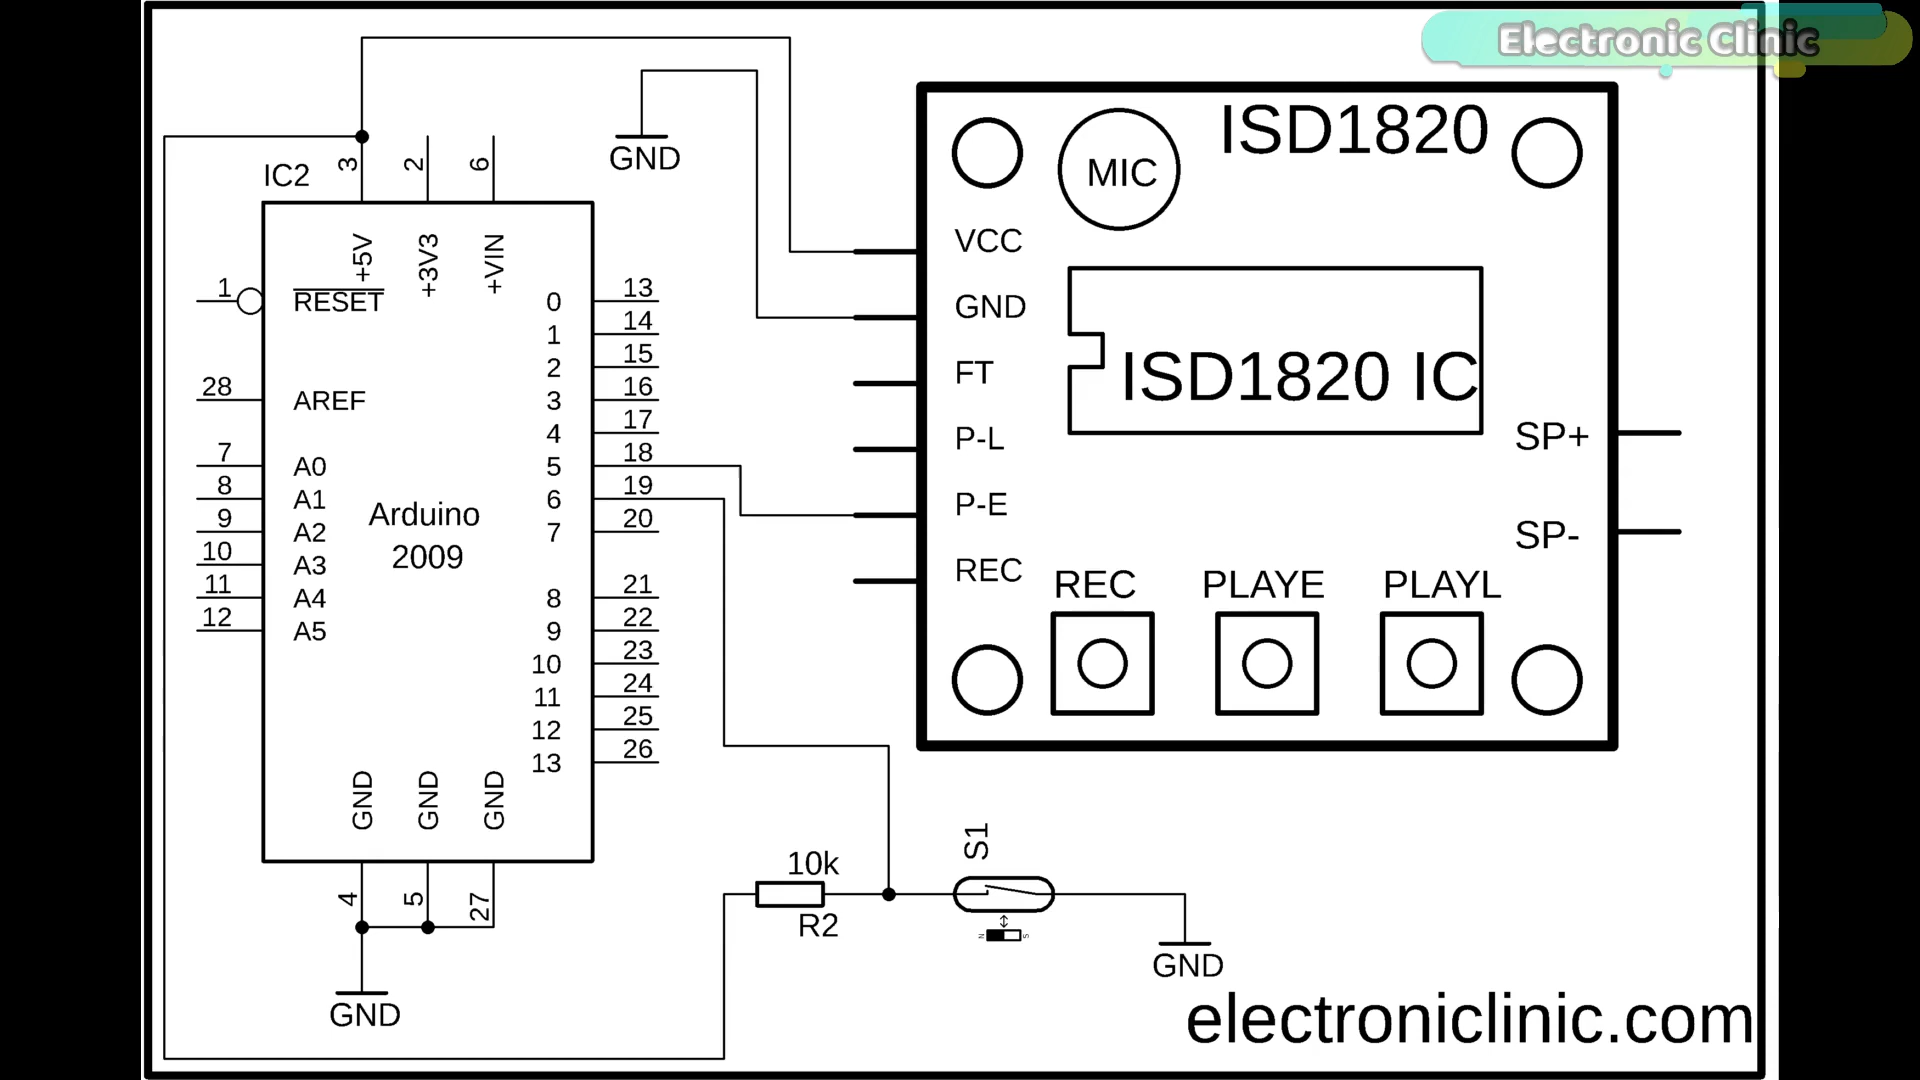 Electronic Clinic
ISD1820
MIC
GND
IC2
3
2
6
+5V
+3V3
+VIN
VCC
GND
FT
P-L
P-E
REC
ISD1820 IC
SP+
SP-
REC
PLAYE
PLAYL
1
RESET
28
AREF
7
A0
8
A1
9
A2
10
A3
11
A4
12
A5
Arduino
2009
0
13
1
14
2
15
3
16
4
17
5
18
6
19
7
20
8
21
9
22
10
23
11
24
12
25
13
26
GND
GND
GND
4
5
27
GND
10k
R2
S1
N
S
GND
electroniclinic.com